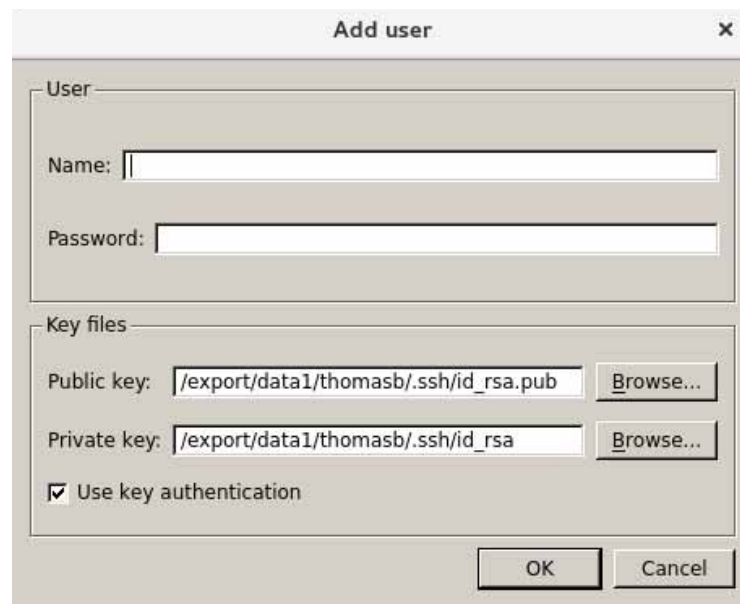 Add user ×
User
Name:
Password:
Key files
Public key: /export/data1/thomasb/.ssh/id_rsa.pub Browse...
Private key: /export/data1/thomasb/.ssh/id_rsa Browse...
Use key authentication
OK Cancel